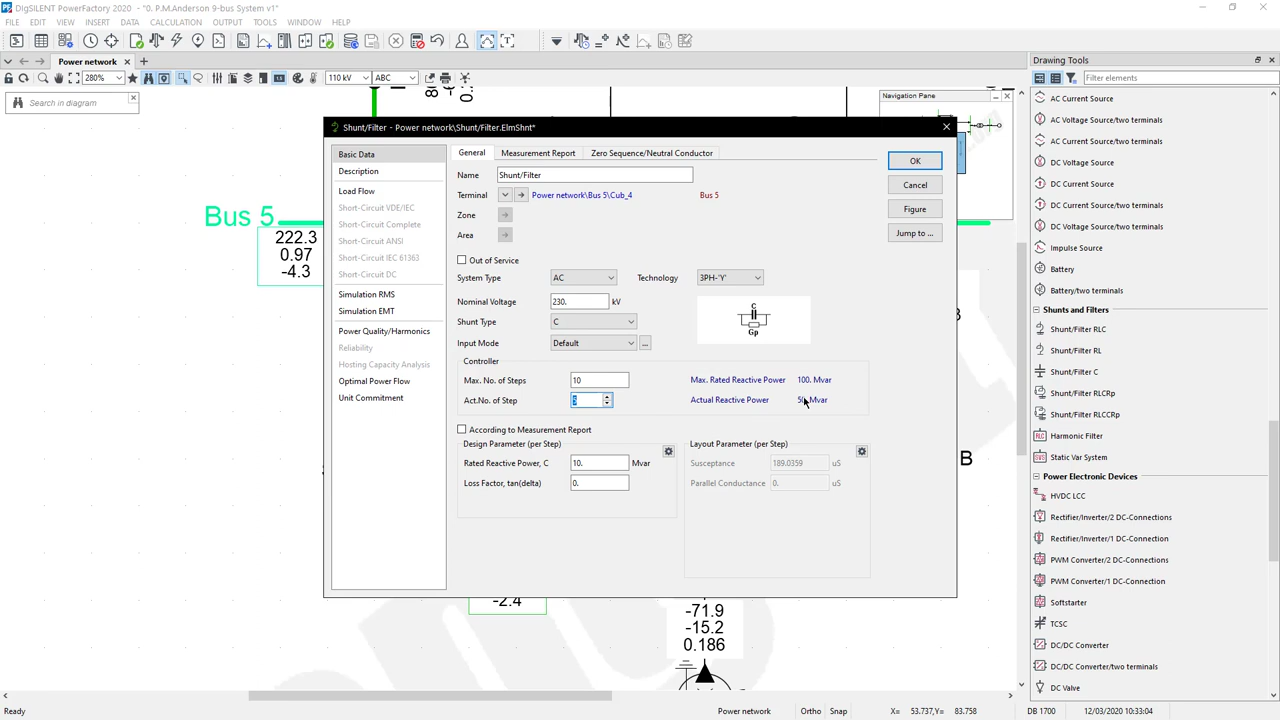 DIgSILENT PowerFactory 2020 - "0. P.M.Anderson 9-bus System v1"
FILE EDIT VIEW INSERT DATA CALCULATION OUTPUT TOOLS WINDOW HELP
Power network
280% 110 kV ABC
Search in diagram
Navigation Pane
Bus 5
222.3
0.97
-4.3
Shunt/Filter - Power network\Shunt/Filter.ElmShnt*
Basic Data
Description
Load Flow
Short-Circuit VDE/IEC
Short-Circuit Complete
Short-Circuit ANSI
Short-Circuit IEC 61363
Short-Circuit DC
Simulation RMS
Simulation EMT
Power Quality/Harmonics
Reliability
Hosting Capacity Analysis
Optimal Power Flow
Unit Commitment
General Measurement Report Zero Sequence/Neutral Conductor
Name Shunt/Filter
Terminal Power network\Bus 5\Cub_4 Bus 5
Zone
Area
Out of Service
System Type AC Technology 3PH-'Y'
Nominal Voltage 230. kV
Shunt Type C
Input Mode Default ...
C
Gp
Controller
Max. No. of Steps 10 Max. Rated Reactive Power 100. Mvar
Act.No. of Step 5 Actual Reactive Power Mvar
According to Measurement Report
Design Parameter (per Step) Layout Parameter (per Step)
Rated Reactive Power, C 10. Mvar Susceptance 189.0359 uS
Loss Factor, tan(delta) 0. Parallel Conductance 0. uS
OK
Cancel
Figure
Jump to ...
B
-2.4
-71.9
-15.2
0.186
Drawing Tools
Filter elements
AC Current Source
AC Voltage Source/two terminals
AC Current Source/two terminals
DC Voltage Source
DC Current Source
DC Current Source/two terminals
DC Voltage Source/two terminals
Impulse Source
Battery
Battery/two terminals
Shunts and Filters
Shunt/Filter RLC
Shunt/Filter RL
Shunt/Filter C
Shunt/Filter RLCRp
Shunt/Filter RLCCRp
Harmonic Filter
Static Var System
Power Electronic Devices
HVDC LCC
Rectifier/Inverter/2 DC-Connections
Rectifier/Inverter/1 DC-Connection
PWM Converter/2 DC-Connections
PWM Converter/1 DC-Connection
Softstarter
TCSC
DC/DC Converter
DC/DC Converter/two terminals
DC Valve
Ready Power network Ortho Snap X= 53.737,Y= 83.758 DB 1700 12/03/2020 10:33:04